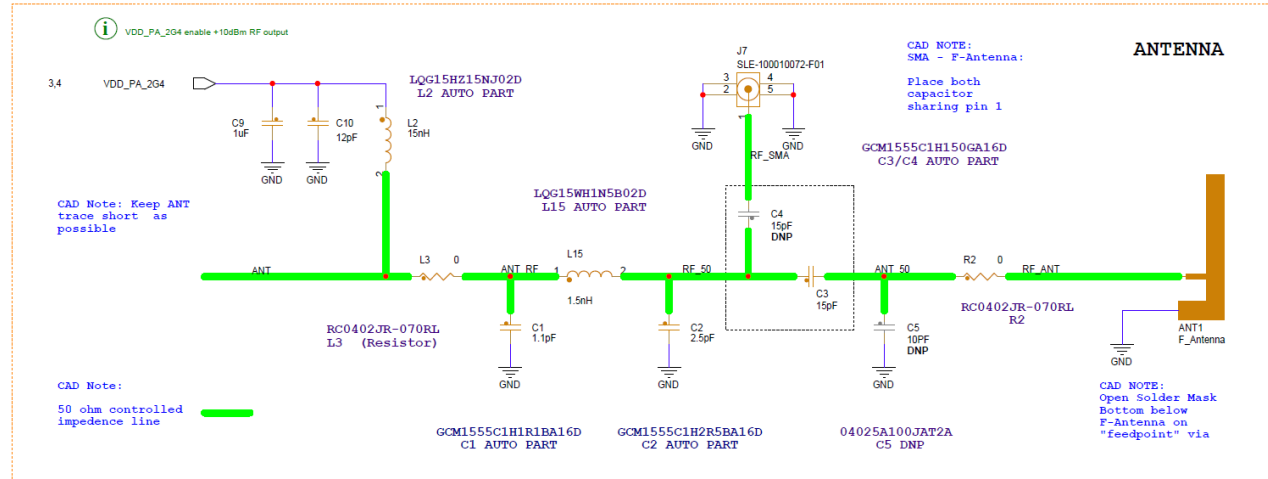 i
VDD_PA_2G4 enable +10dBm RF output
3,4
VDD_PA_2G4
C9
1uF
GND
C10
12pF
GND
LQG15HZ15NJ02D
L2 AUTO PART
1
L2
15nH
2
J7
SLE-100010072-F01
3
2
4
5
1
GND
GND
RF_SMA
CAD NOTE:
SMA - F-Antenna:
Place both
capacitor
sharing pin 1
ANTENNA
GCM1555C1H150GA16D
C3/C4 AUTO PART
CAD Note: Keep ANT
trace short as
possible
LQG15WH1N5B02D
L15 AUTO PART
C4
15pF
DNP
ANT
L3
0
ANT_RF
L15
1
2
1.5nH
RF_50
C3
15pF
ANT_50
R2
0
RF_ANT
RC0402JR-070RL
L3 (Resistor)
C1
1.1pF
GND
C2
2.5pF
GND
C5
10PF
DNP
GND
RC0402JR-070RL
R2
GND
ANT1
F_Antenna
CAD Note:
50 ohm controlled
impedence line
GCM1555C1H1R1BA16D
C1 AUTO PART
GCM1555C1H2R5BA16D
C2 AUTO PART
04025A100JAT2A
C5 DNP
CAD NOTE:
Open Solder Mask
Bottom below
F-Antenna on
"feedpoint" via